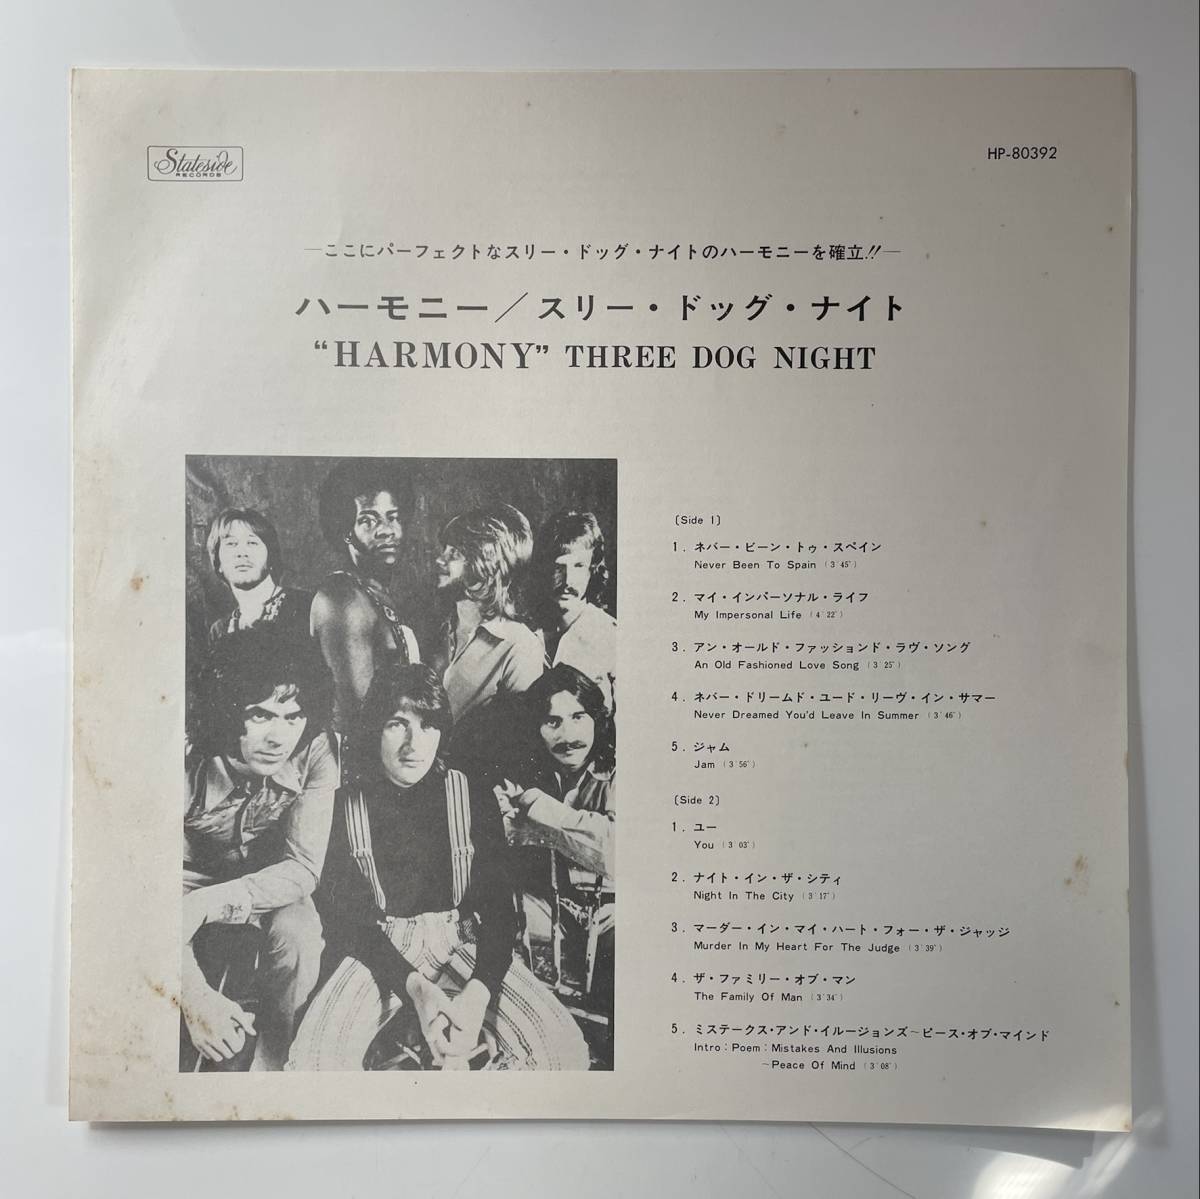 Stateside
RECORDS
HP-80392
—ここにパーフェクトなスリー・ドッグ・ナイトのハーモニーを確立!!—
ハーモニー／スリー・ドッグ・ナイト
“HARMONY” THREE DOG NIGHT
〔Side 1〕
1. ネバー・ビーン・トゥ・スペイン
Never Been To Spain (3'45")
2. マイ・インパーソナル・ライフ
My Impersonal Life (4'22")
3. アン・オールド・ファッションド・ラヴ・ソング
An Old Fashioned Love Song (3'25")
4. ネバー・ドリームド・ユード・リーヴ・イン・サマー
Never Dreamed You'd Leave In Summer (3'46")
5. ジャム
Jam (3'56")
〔Side 2〕
1. ユー
You (3'03")
2. ナイト・イン・ザ・シティ
Night In The City (3'17")
3. マーダー・イン・マイ・ハート・フォー・ザ・ジャッジ
Murder In My Heart For The Judge (3'39")
4. ザ・ファミリー・オブ・マン
The Family Of Man (3'34")
5. ミステークス・アンド・イルージョンズ～ピース・オブ・マインド
Intro : Poem : Mistakes And Illusions
～Peace Of Mind (3'08")